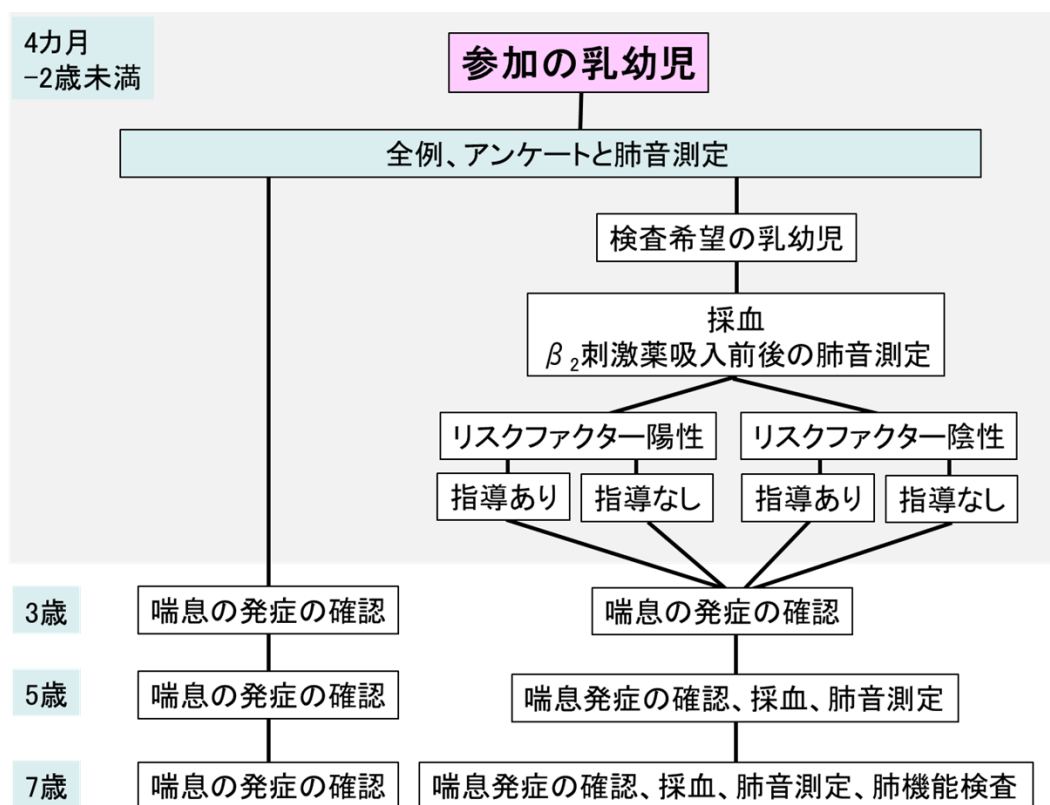 4カ月
-2歳未満
参加の乳幼児
全例、アンケートと肺音測定
検査希望の乳幼児
採血
β₂刺激薬吸入前後の肺音測定
リスクファクター陽性
リスクファクター陰性
指導あり
指導なし
指導あり
指導なし
3歳
喘息の発症の確認
喘息の発症の確認
5歳
喘息の発症の確認
喘息発症の確認、採血、肺音測定
7歳
喘息の発症の確認
喘息発症の確認、採血、肺音測定、肺機能検査